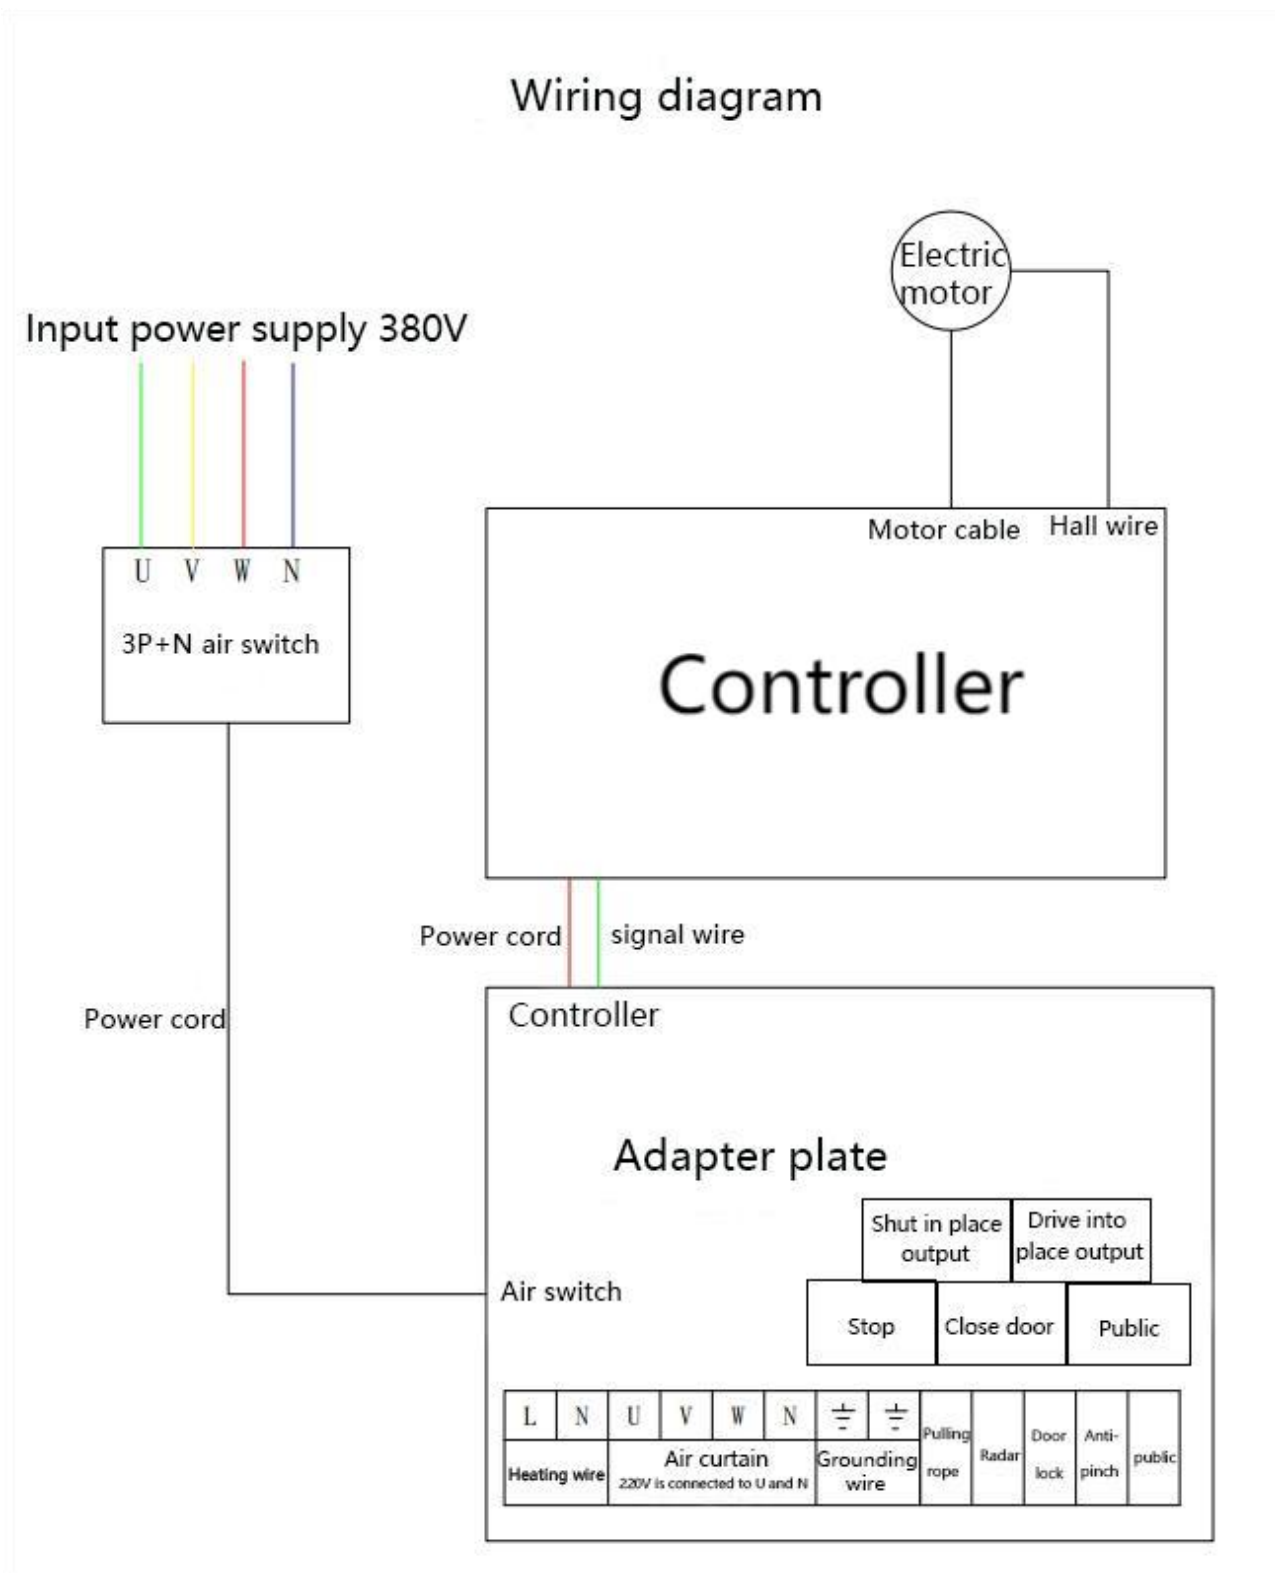 Wiring diagram
Electric
motor
Input power supply 380V
Motor cable
Hall wire
U V W N
3P+N air switch
Controller
Power cord
signal wire
Controller
Power cord
Adapter plate
Shut in place
output
Drive into
place output
Air switch
Stop
Close door
Public
L N U V W N
Heating wire
Air curtain
220V is connected to U and N
Grounding
wire
Pulling
rope
Radar
Door
lock
Anti-
pinch
public